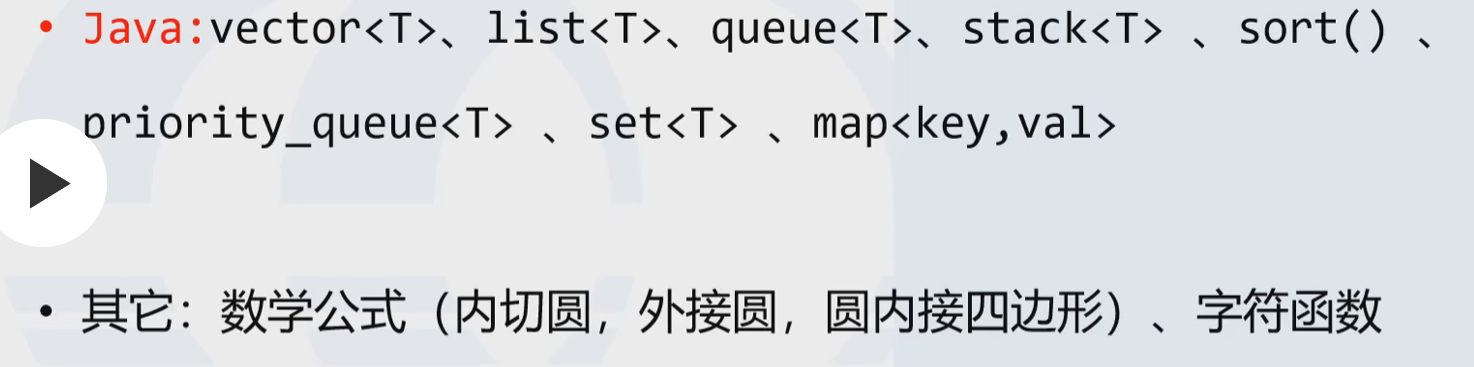 • Java:vector<T>、list<T>、queue<T>、stack<T> 、sort() 、
priority_queue<T> 、set<T> 、map<key,val>
• 其它：数学公式（内切圆，外接圆，圆内接四边形）、字符函数